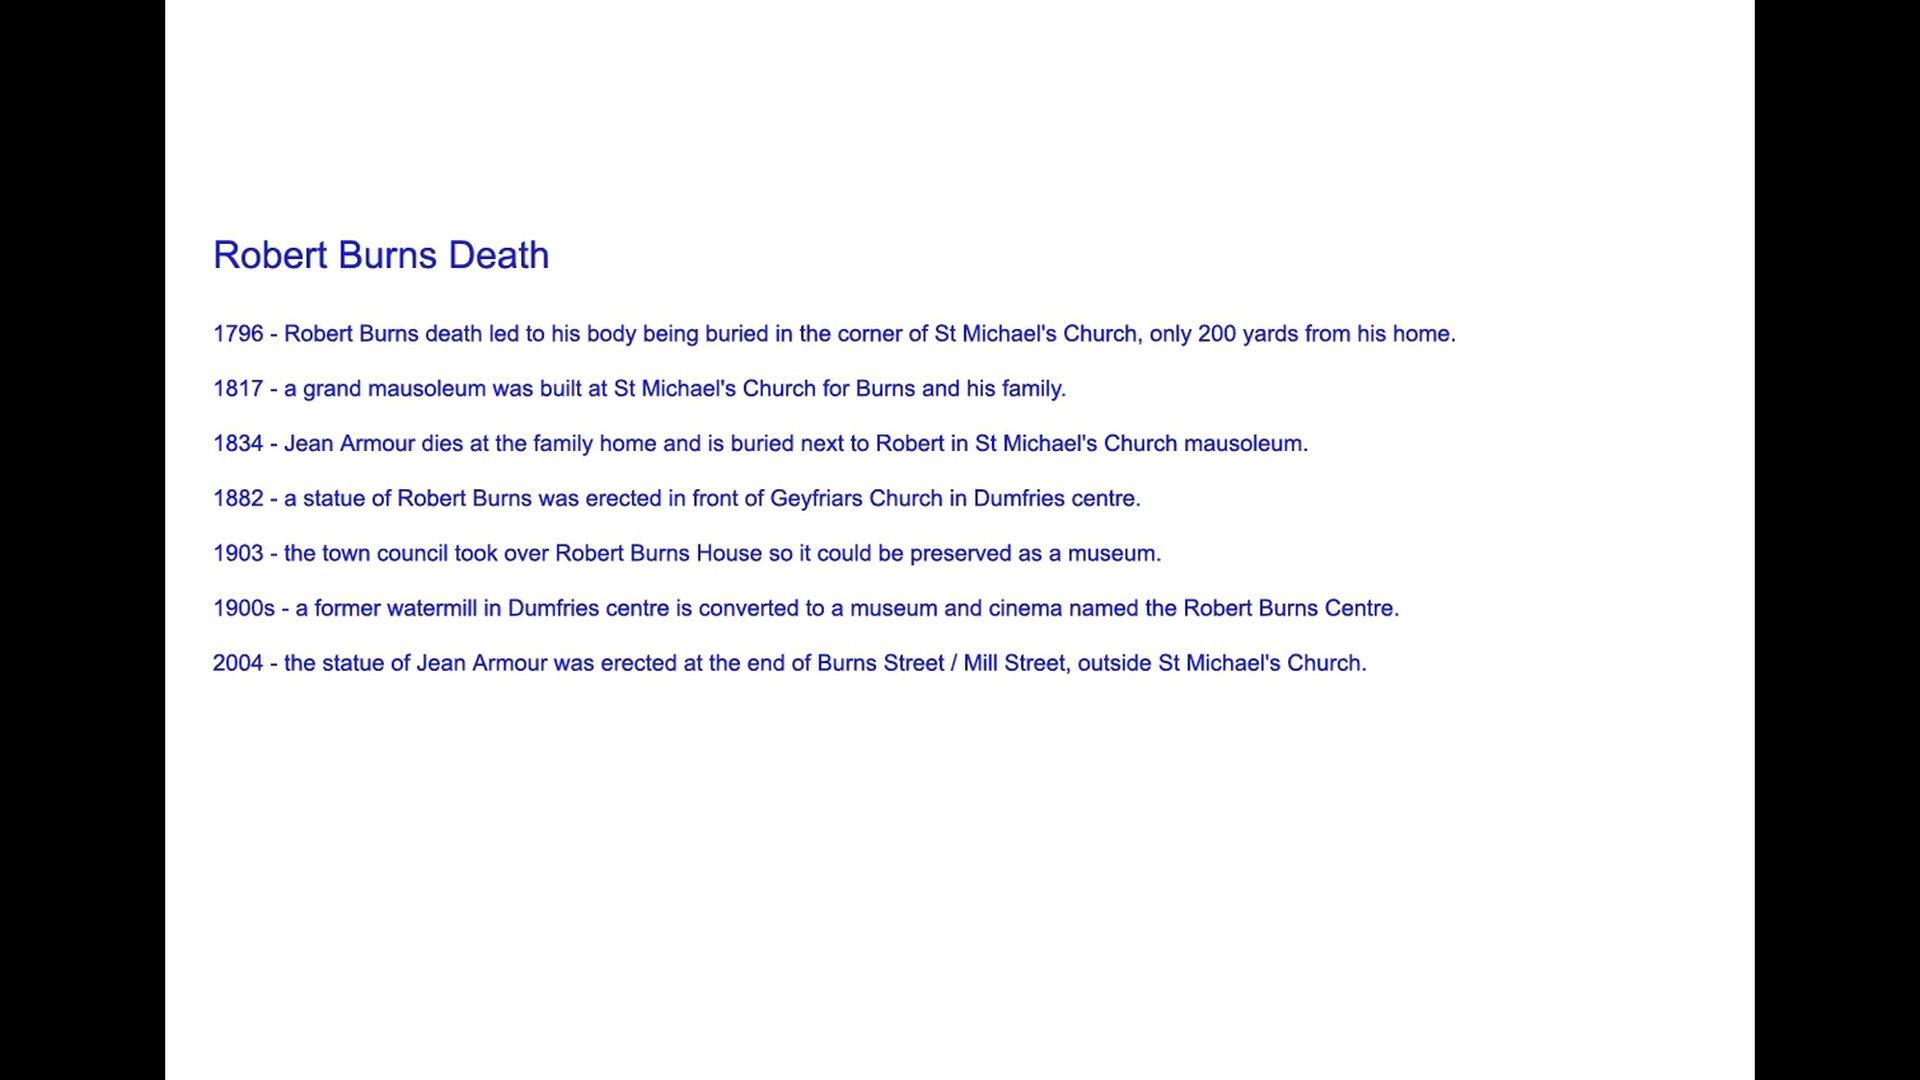 Robert Burns Death
1796 - Robert Burns death led to his body being buried in the corner of St Michael's Church, only 200 yards from his home.
1817 - a grand mausoleum was built at St Michael's Church for Burns and his family.
1834 - Jean Armour dies at the family home and is buried next to Robert in St Michael's Church mausoleum.
1882 - a statue of Robert Burns was erected in front of Geyfriars Church in Dumfries centre.
1903 - the town council took over Robert Burns House so it could be preserved as a museum.
1900s - a former watermill in Dumfries centre is converted to a museum and cinema named the Robert Burns Centre.
2004 - the statue of Jean Armour was erected at the end of Burns Street / Mill Street, outside St Michael's Church.